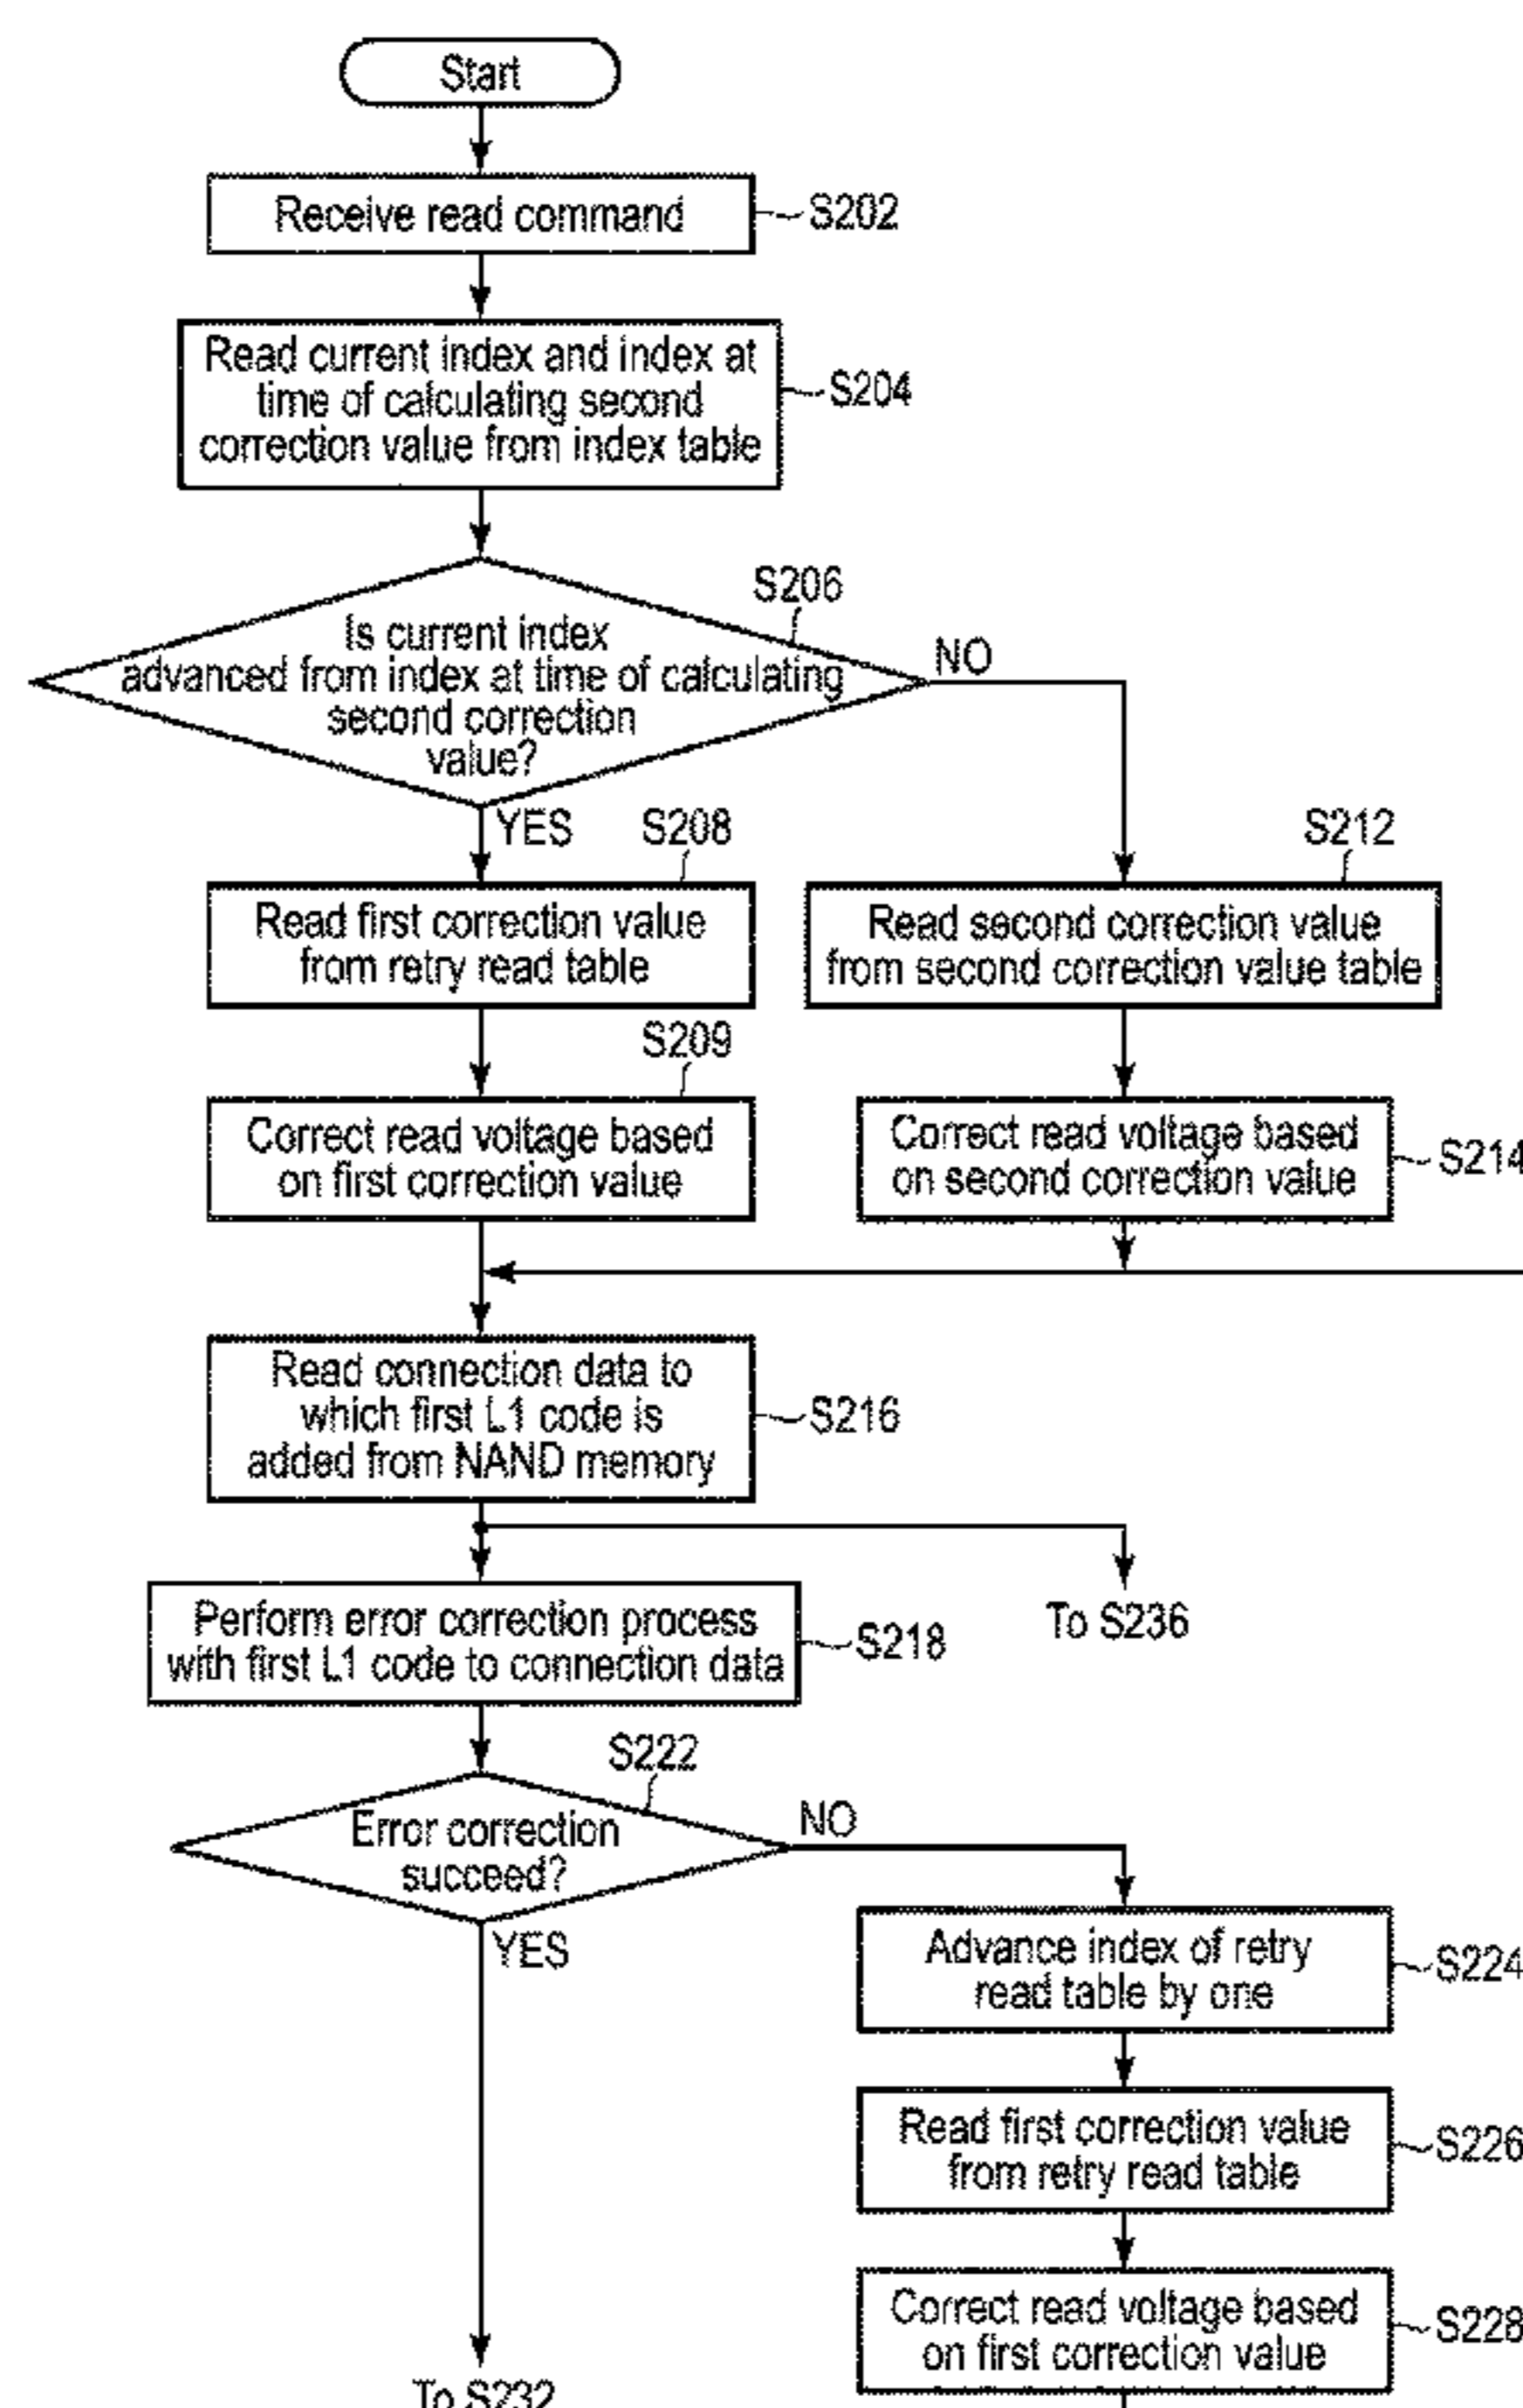 Start
Receive read command
S202
Read current index and index at
time of calculating second
correction value from index table
S204
S206
Is current index
advanced from index at time of calculating
second correction
value?
NO
YES
S208
Read first correction value
from retry read table
S212
Read second correction value
from second correction value table
S209
Correct read voltage based
on first correction value
Correct read voltage based
on second correction value
S214
Read connection data to
which first L1 code is
added from NAND memory
S216
To S236
Perform error correction process
with first L1 code to connection data
S218
S222
Error correction
succeed?
NO
YES
Advance index of retry
read table by one
S224
Read first correction value
from retry read table
S226
Correct read voltage based
on first correction value
S228
To S232